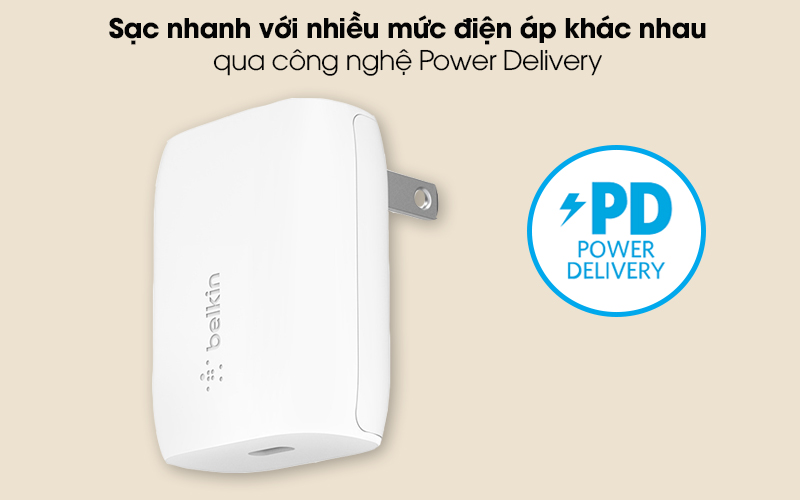 Sạc nhanh với nhiều mức điện áp khác nhau
qua công nghệ Power Delivery
belkin
PD
POWER
DELIVERY